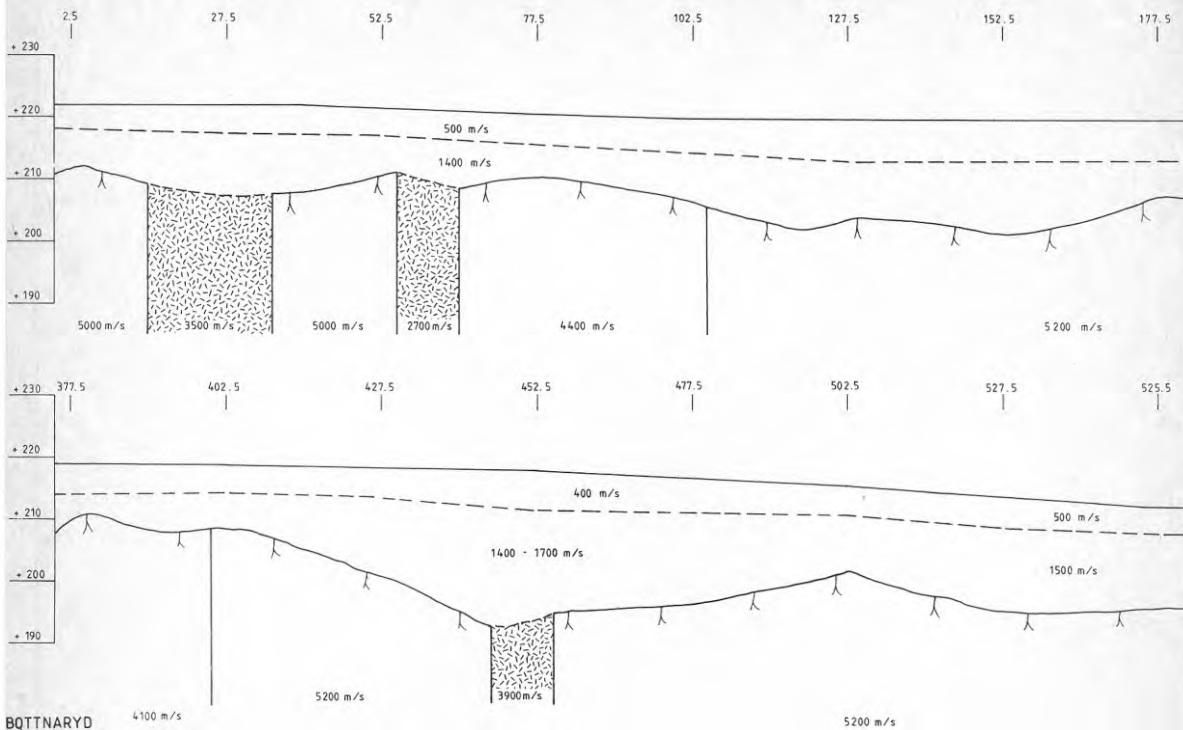 2.5 27.5 52.5 77.5 102.5 127.5 152.5 177.5
+ 230
+ 220
500 m/s
1400 m/s
+ 210
+ 200
+ 190
5000 m/s 3500 m/s 5000 m/s 2700 m/s 4400 m/s 5200 m/s
377.5 402.5 427.5 452.5 477.5 502.5 527.5 525.5
+ 230
+ 220
400 m/s
+ 210
500 m/s
1400 - 1700 m/s
+ 200
1500 m/s
+ 190
5200 m/s 3900 m/s
4100 m/s 5200 m/s
BOTTNARYD